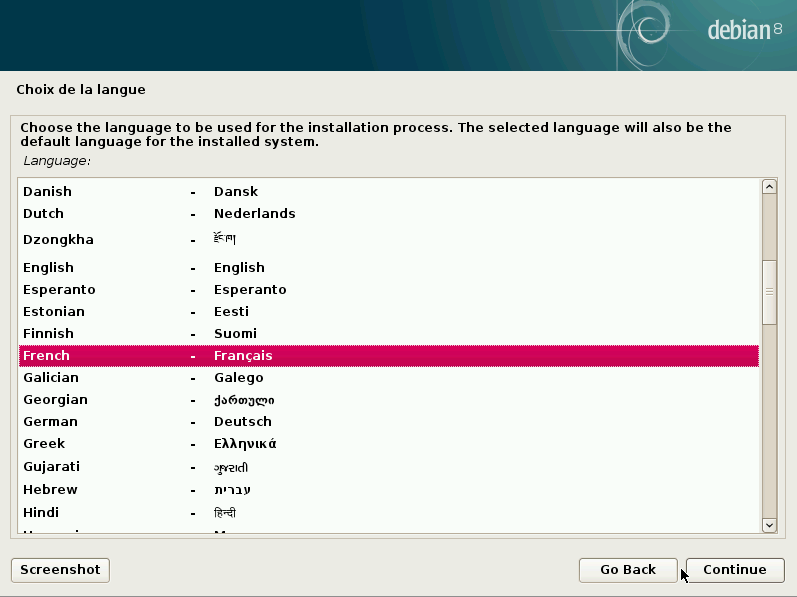 debian 8
Choix de la langue
Choose the language to be used for the installation process. The selected language will also be the
default language for the installed system.
Language:
Danish - Dansk
Dutch - Nederlands
Dzongkha - རྫོང་ཁ།
English - English
Esperanto - Esperanto
Estonian - Eesti
Finnish - Suomi
French - Français
Galician - Galego
Georgian - ქართული
German - Deutsch
Greek - Ελληνικά
Gujarati - ગુજરાતી
Hebrew - עברית
Hindi - हिन्दी
Screenshot Go Back Continue